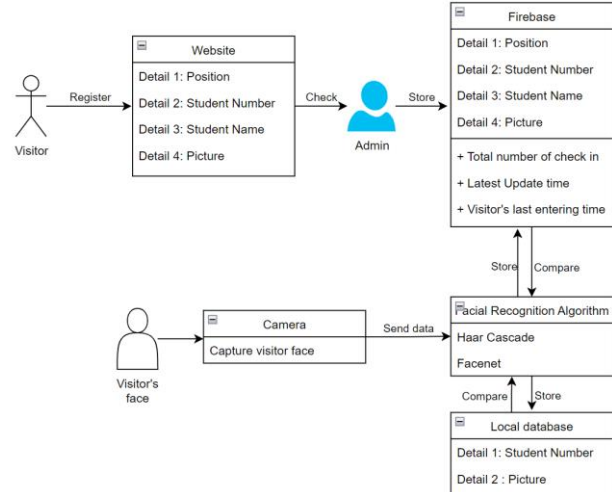 Firebase
Website
Detail 1: Position
Detail 2: Student Number
Detail 3: Student Name
Detail 4: Picture
Register
Check
Store
Visitor
Admin
Detail 1: Position
Detail 2: Student Number
Detail 3: Student Name
Detail 4: Picture
+ Total number of check in
+ Latest Update time
+ Visitor's last entering time
Store
Compare
Visitor's
face
Camera
Capture visitor face
Send data
Facial Recognition Algorithm
Haar Cascade
Facenet
Compare
Store
Local database
Detail 1: Student Number
Detail 2 : Picture